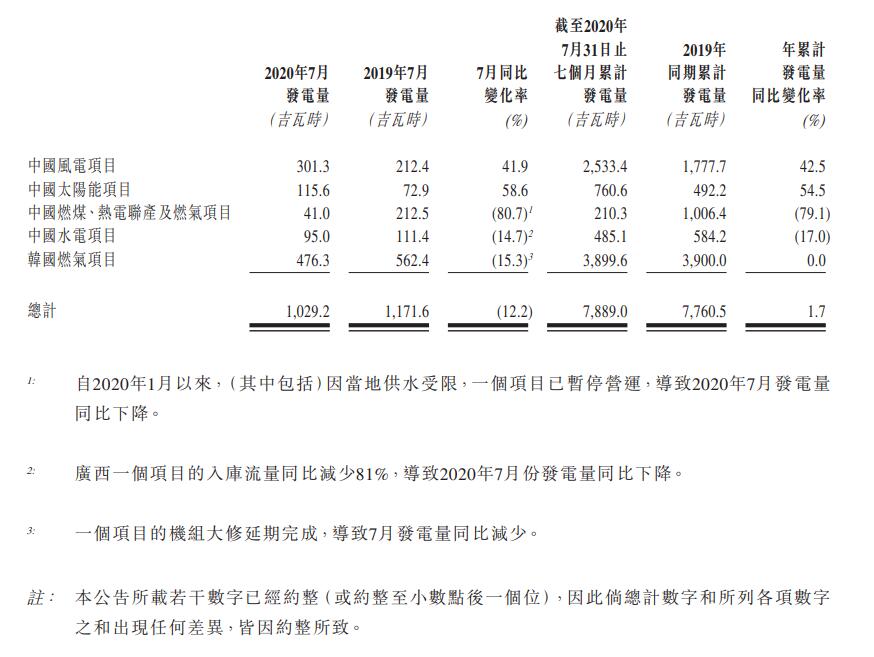 截至2020年
7月31日止 2019年 年累計
2020年7月 2019年7月 7月同比 七個月累計 同期累計 發電量
發電量 發電量 變化率 發電量 發電量 同比變化率
(吉瓦時) (吉瓦時) (%) (吉瓦時) (吉瓦時) (%)
中國風電項目 301.3 212.4 41.9 2,533.4 1,777.7 42.5
中國太陽能項目 115.6 72.9 58.6 760.6 492.2 54.5
中國燃煤、熱電聯產及燃氣項目 41.0 212.5 (80.7)1 210.3 1,006.4 (79.1)
中國水電項目 95.0 111.4 (14.7)2 485.1 584.2 (17.0)
韓國燃氣項目 476.3 562.4 (15.3)3 3,899.6 3,900.0 0.0
總計 1,029.2 1,171.6 (12.2) 7,889.0 7,760.5 1.7
1: 自2020年1月以來，(其中包括)因當地供水受限，一個項目已暫停營運，導致2020年7月發電量
同比下降。
2: 廣西一個項目的入庫流量同比減少81%，導致2020年7月份發電量同比下降。
3: 一個項目的機組大修延期完成，導致7月發電量同比減少。
註： 本公告所載若干數字已經約整(或約整至小數點後一個位)，因此倘總計數字和所列各項數字
之和出現任何差異，皆因約整所致。